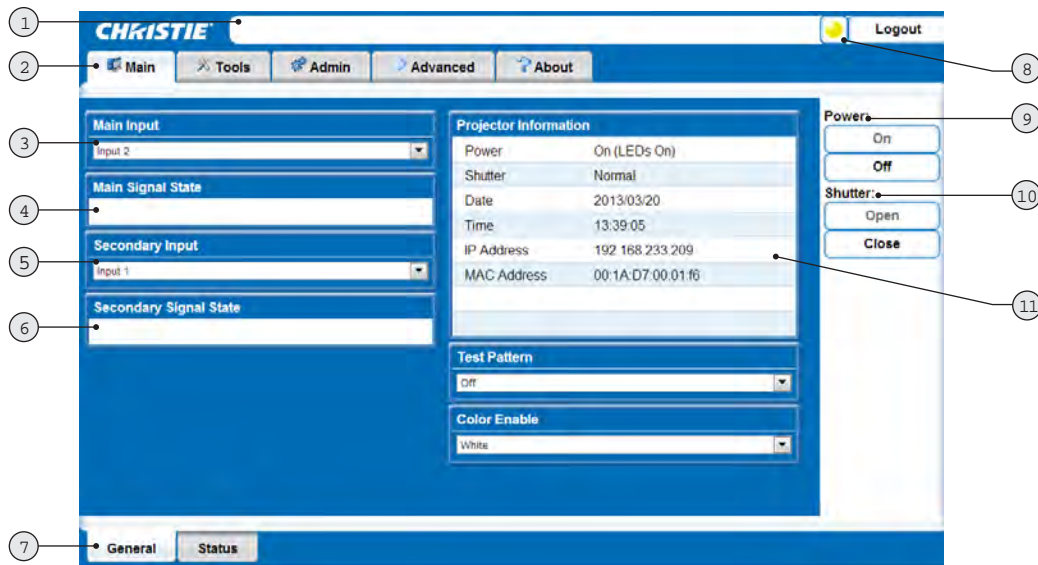 1
CHRISTIE
Logout
8
2
Main
Tools
Admin
Advanced
About
Main Input
3
Input 2
Main Signal State
4
Secondary Input
5
Input 1
Secondary Signal State
6
Projector Information
Power On (LEDs On)
Shutter Normal
Date 2013/03/20
Time 13:39:05
IP Address 192.168.233.209
MAC Address 00:1A:D7:00:01:f6
11
Test Pattern
Off
Color Enable
White
Power:
9
On
Off
Shutter:
10
Open
Close
7
General
Status